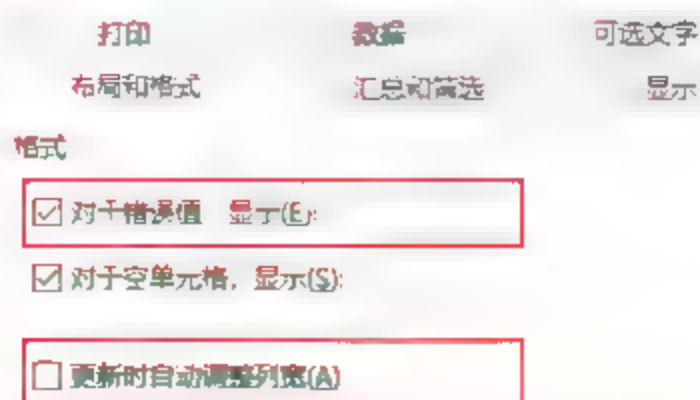 打印 数据 可选文字
布局和格式 汇总和筛选 显示
格式
对于错误值，显示(E):
对于空单元格，显示(S):
更新时自动调整列宽(A)